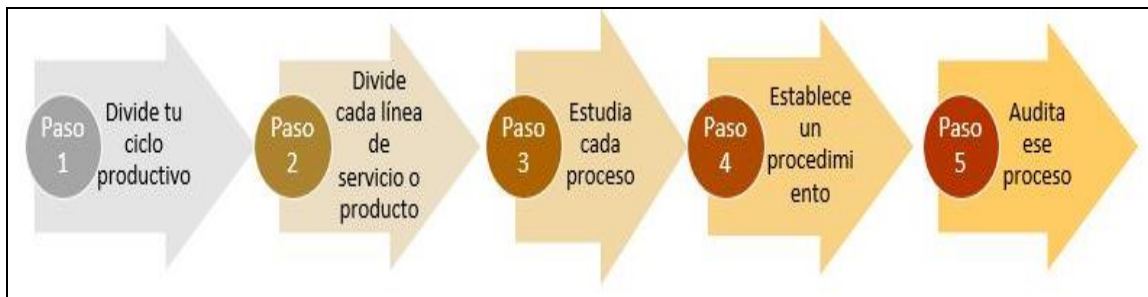 Paso
1
Divide tu
ciclo
productivo
Paso
2
Divide
cada línea
de
servicio o
producto
Paso
3
Estudia
cada
proceso
Paso
4
Establece
un
procedimi
ento
Paso
5
Audita
ese
proceso